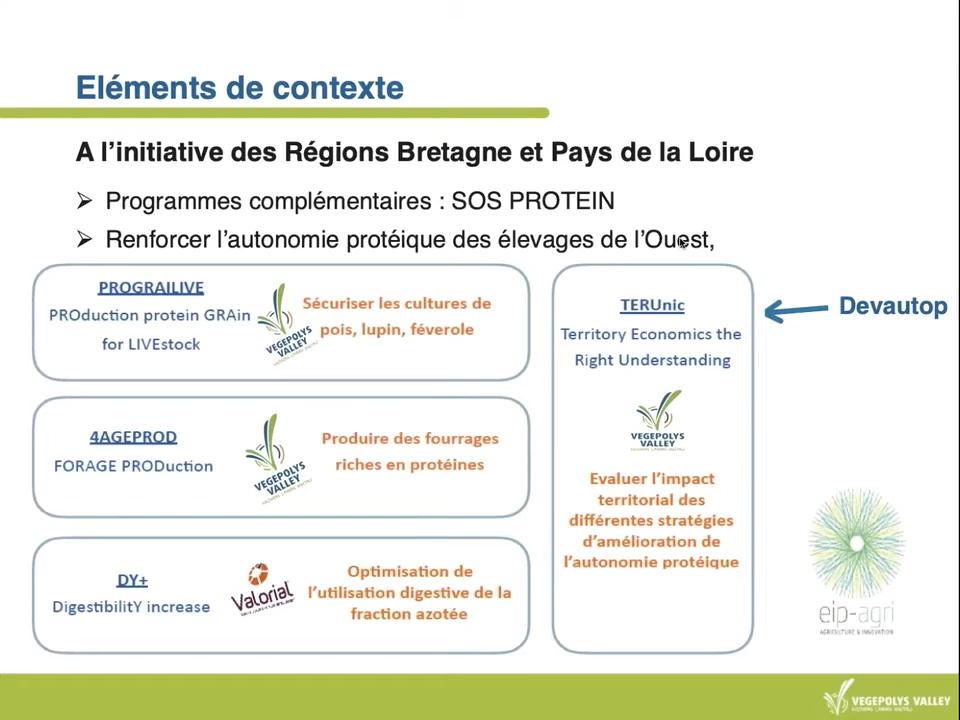 Eléments de contexte
A l'initiative des Régions Bretagne et Pays de la Loire
➢ Programmes complémentaires : SOS PROTEIN
➢ Renforcer l'autonomie protéique des élevages de l'Ouest,
PROGRAILIVE
PROduction protein GRAin
for LIVEstock
VEGEPOLYS
VALLEY
Sécuriser les cultures de
pois, lupin, féverole
4AGEPROD
FORAGE PRODuction
VEGEPOLYS
VALLEY
Produire des fourrages
riches en protéines
DY+
DigestibilitY increase
Valorial
Optimisation de
l'utilisation digestive de la
fraction azotée
TERUnic
Territory Economics the
Right Understanding
VEGEPOLYS
VALLEY
Evaluer l'impact
territorial des
différentes stratégies
d'amélioration de
l'autonomie protéique
Devautop
eip-agri
AGRICULTURE & INNOVATION
VEGEPOLYS VALLEY